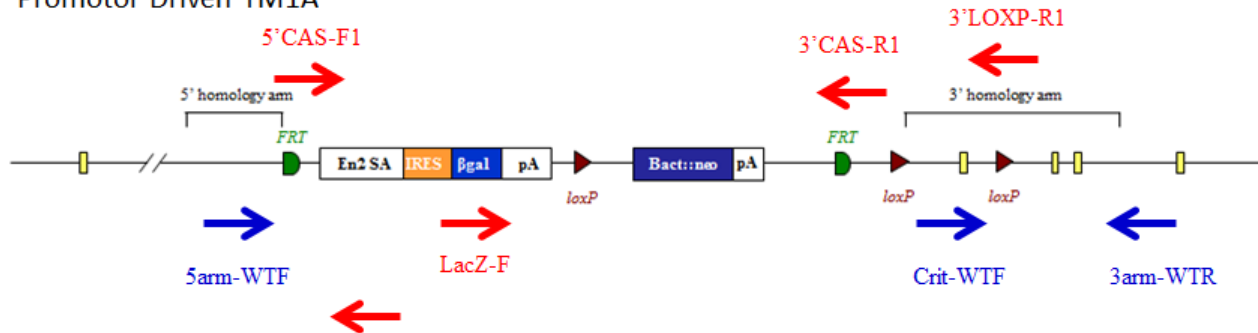 Promotor Driven TM1A
5'CAS-F1
3'CAS-R1
3'LOXP-R1
5' homology arm
3' homology arm
FRT
FRT
En2 SA
IRES
βgal
pA
loxP
Bact::neo
pA
loxP
loxP
5arm-WTF
LacZ-F
Crit-WTF
3arm-WTR